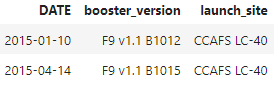 DATE booster_version launch_site
2015-01-10 F9 v1.1 B1012 CCAFS LC-40
2015-04-14 F9 v1.1 B1015 CCAFS LC-40